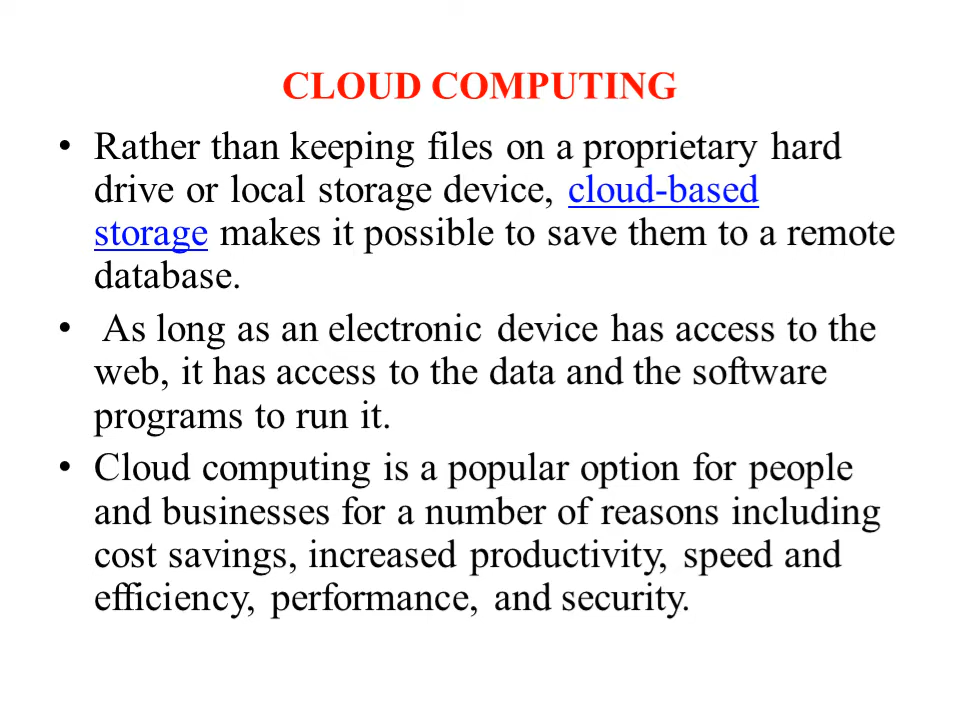 CLOUD COMPUTING
• Rather than keeping files on a proprietary hard
drive or local storage device, cloud-based
storage makes it possible to save them to a remote
database.
• As long as an electronic device has access to the
web, it has access to the data and the software
programs to run it.
• Cloud computing is a popular option for people
and businesses for a number of reasons including
cost savings, increased productivity, speed and
efficiency, performance, and security.